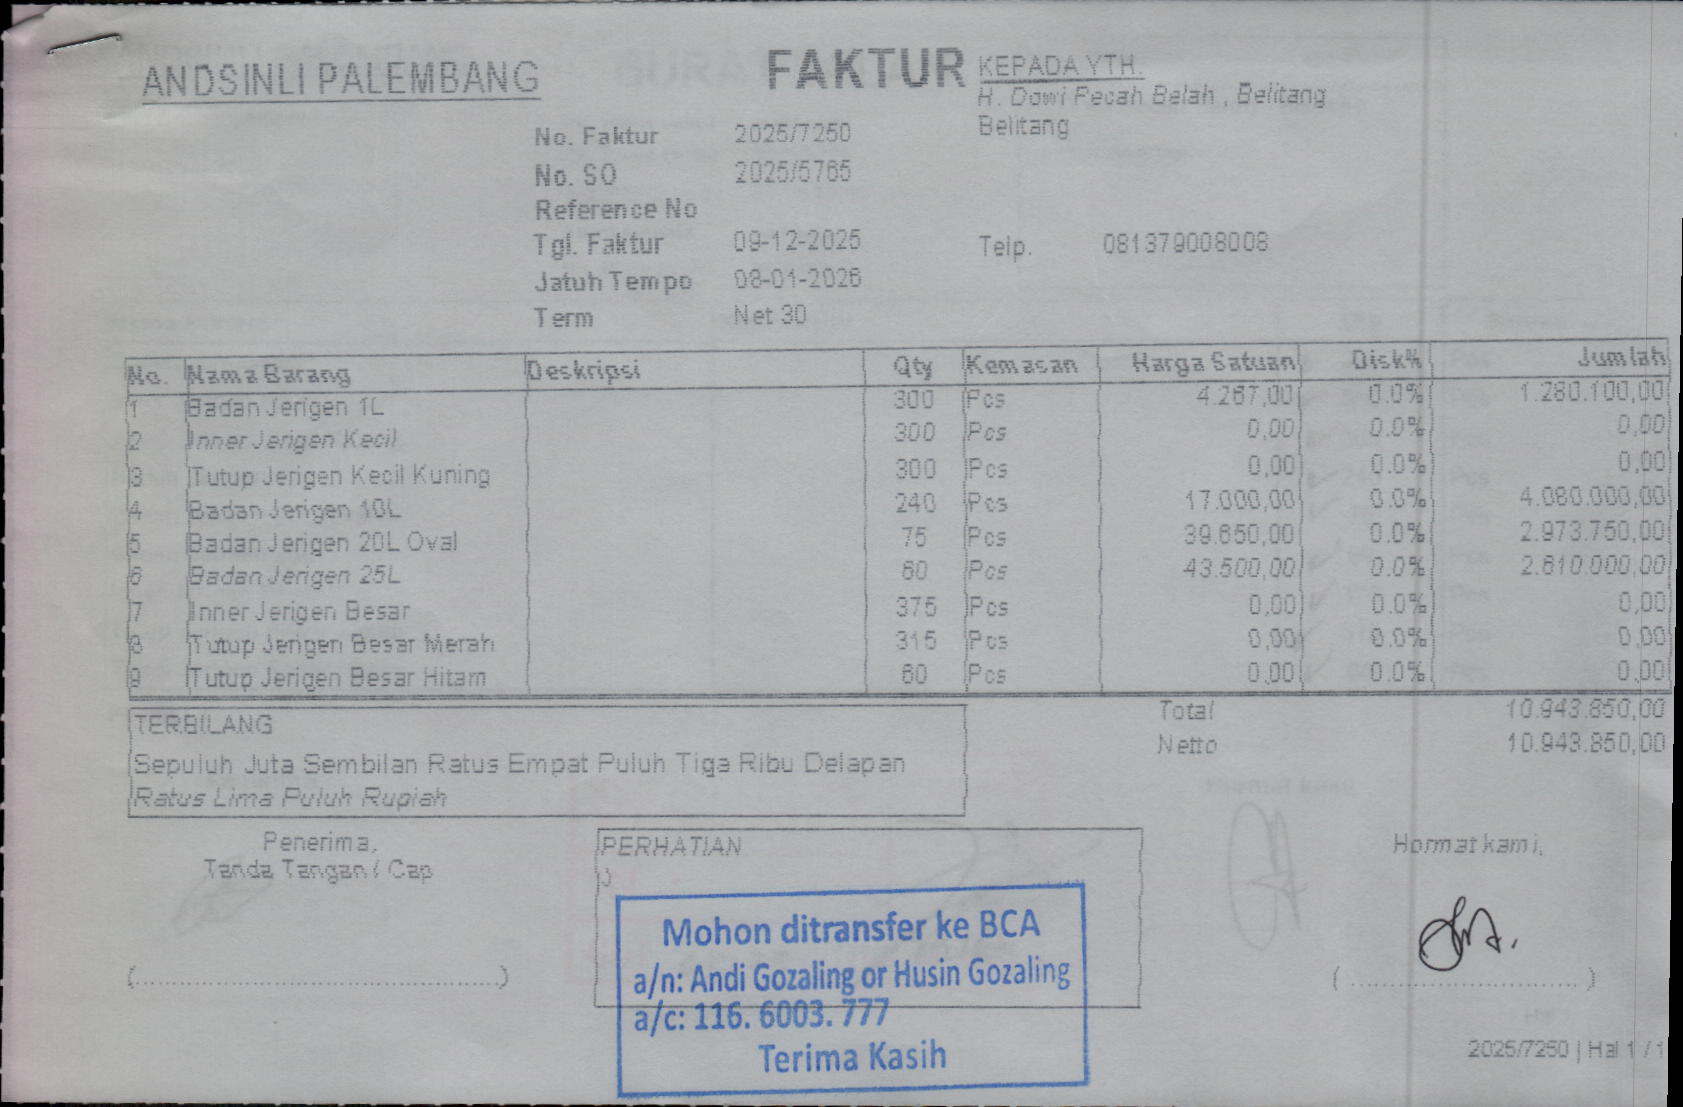 ANDSINLI PALEMBANG
FAKTUR
KEPADA YTH.
H. Dowi Pecah Belah , Belitang
Belitang
No. Faktur 2025/7250
No. SO 2025/5765
Reference No
Tgl. Faktur 09-12-2025
Telp. 081379008008
Jatuh Tempo 08-01-2026
Term Net 30
No. Nama Barang Deskripsi Qty Kemasan Harga Satuan Disk% Jumlah
1 Badan Jerigen 1L 300 Pcs 4.267,00 0.0% 1.280.100,00
2 Inner Jerigen Kecil 300 Pcs 0,00 0.0% 0,00
3 Tutup Jerigen Kecil Kuning 300 Pcs 0,00 0.0% 0,00
4 Badan Jerigen 10L 240 Pcs 17.000,00 0.0% 4.080.000,00
5 Badan Jerigen 20L Oval 75 Pcs 39.650,00 0.0% 2.973.750,00
6 Badan Jerigen 25L 60 Pcs 43.500,00 0.0% 2.610.000,00
7 Inner Jerigen Besar 375 Pcs 0,00 0.0% 0,00
8 Tutup Jerigen Besar Merah 315 Pcs 0,00 0.0% 0,00
9 Tutup Jerigen Besar Hitam 60 Pcs 0,00 0.0% 0,00
Total 10.943.850,00
Netto 10.943.850,00
TERBILANG
Sepuluh Juta Sembilan Ratus Empat Puluh Tiga Ribu Delapan
Ratus Lima Puluh Rupiah
Penerima,
Tanda Tangan / Cap
PERHATIAN
Hormat kami,
Mohon ditransfer ke BCA
a/n: Andi Gozaling or Husin Gozaling
a/c: 116. 6003. 777
Terima Kasih
(..............................................)
( ............................. )
2025/7250 | Hal 1 / 1